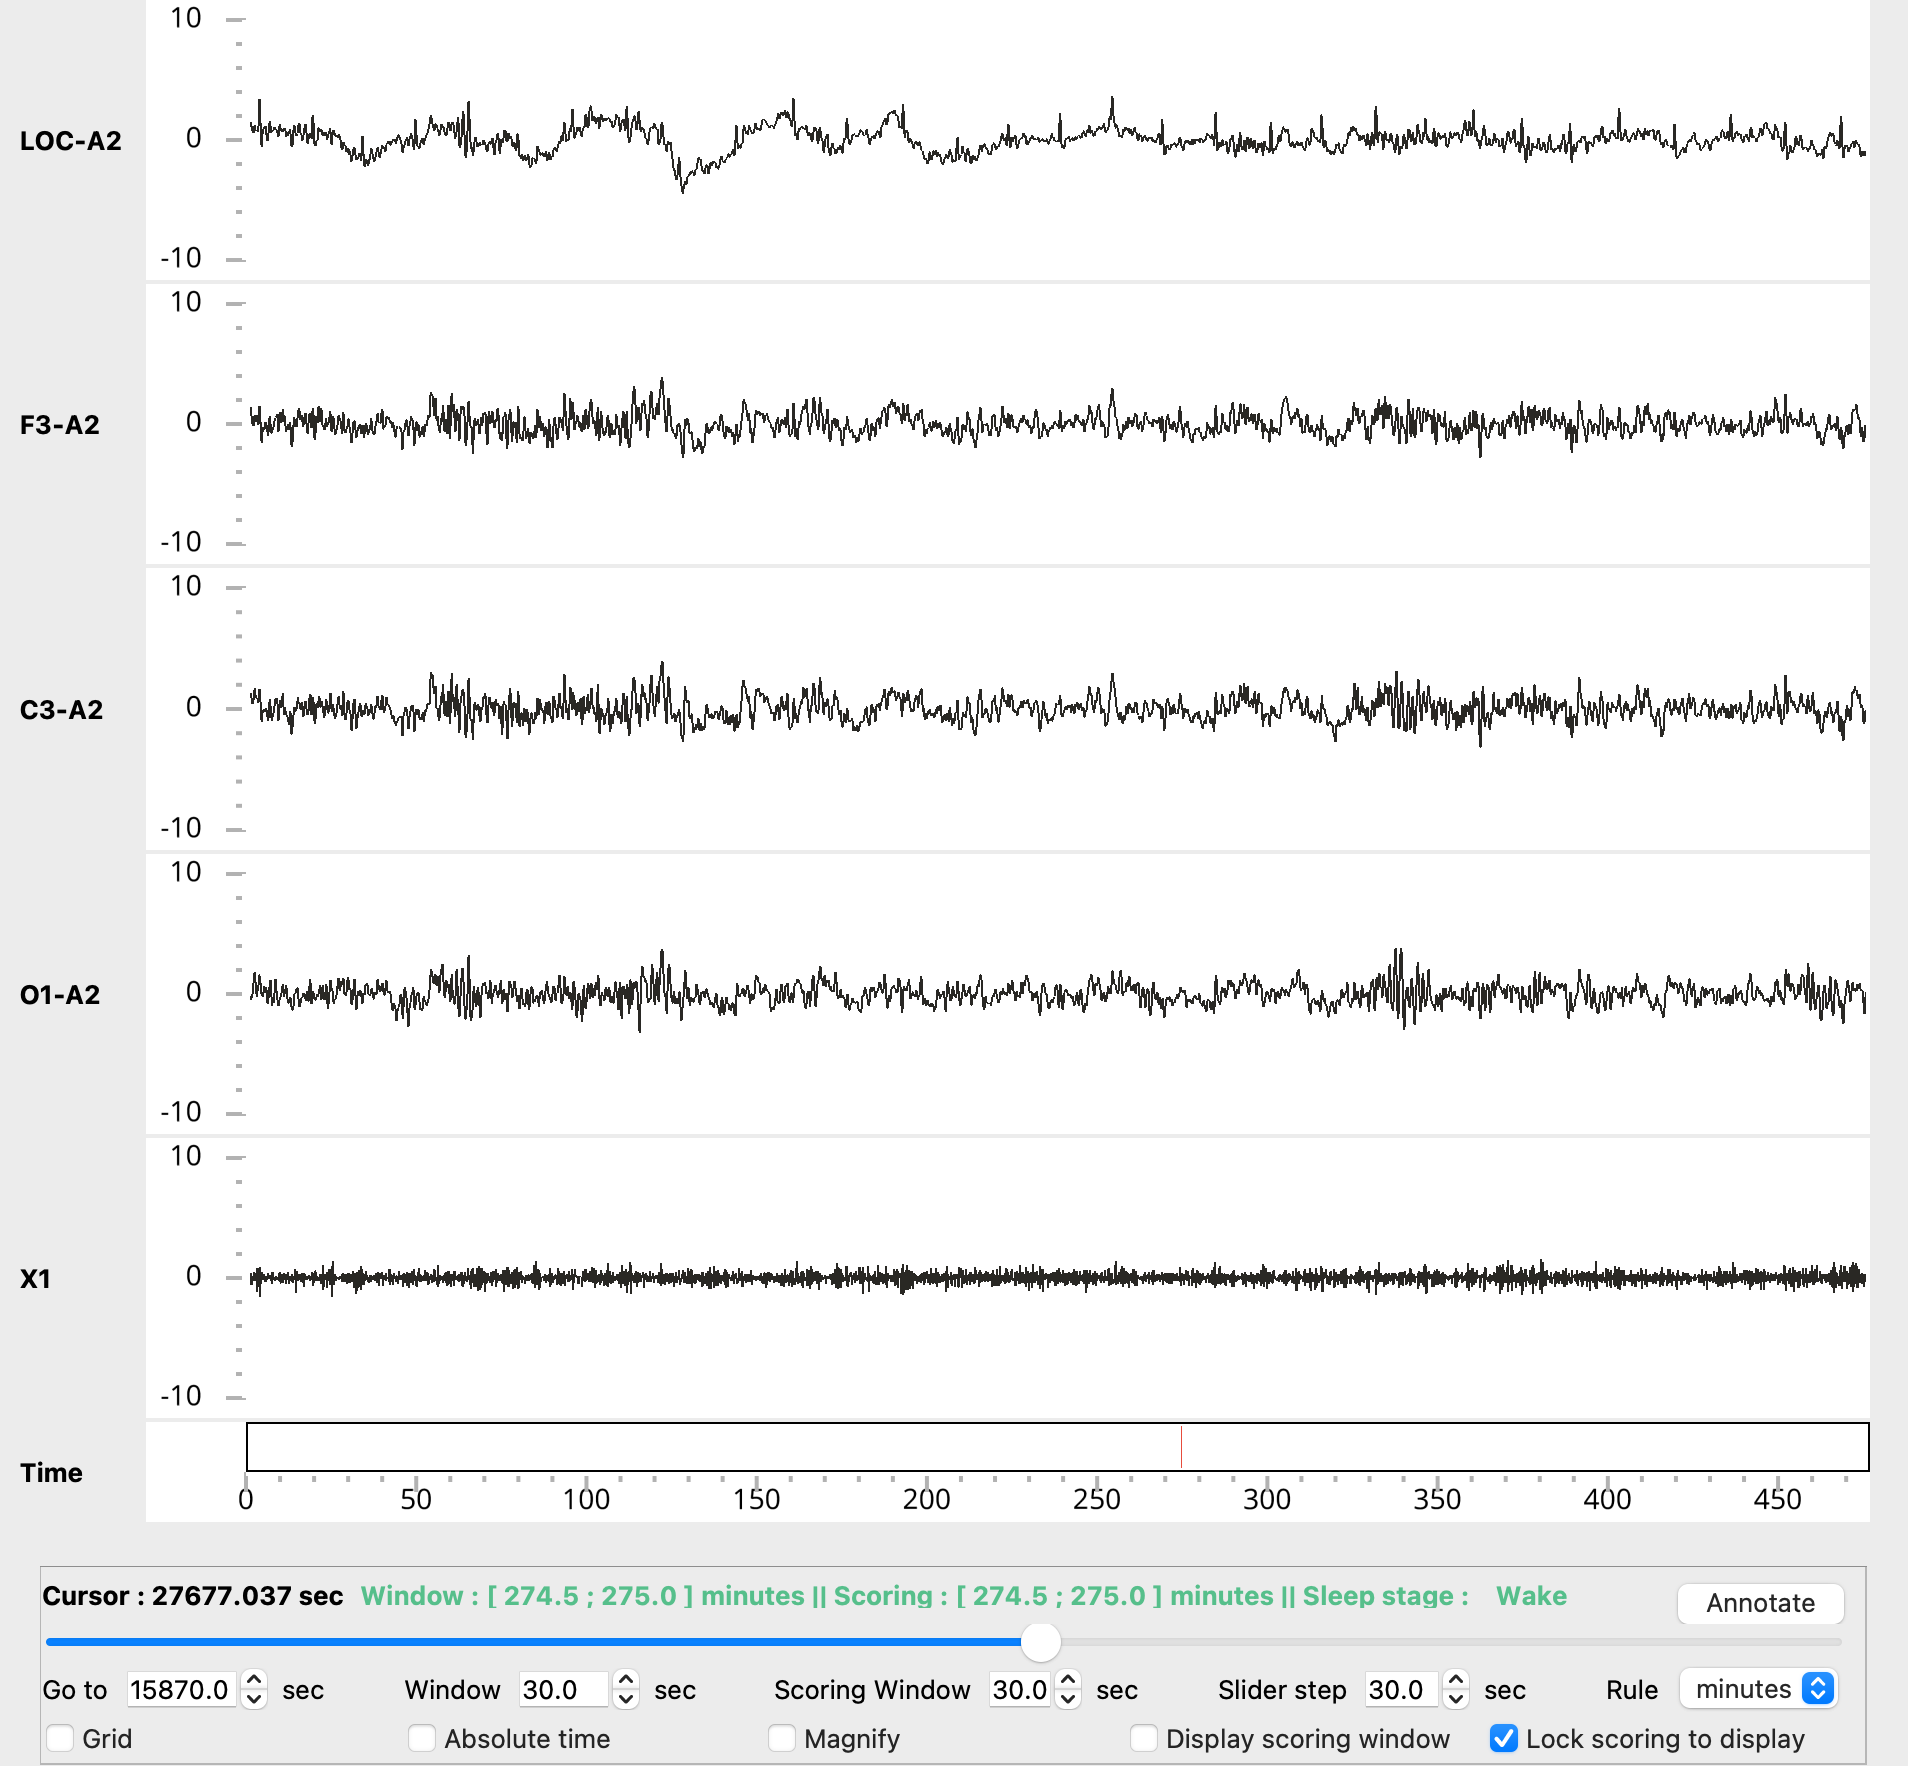 10
LOC-A2 0
-10
10
F3-A2 0
-10
10
C3-A2 0
-10
10
O1-A2 0
-10
10
X1 0
-10
Time
0 50 100 150 200 250 300 350 400 450
Cursor : 27677.037 sec Window : [ 274.5 ; 275.0 ] minutes || Scoring : [ 274.5 ; 275.0 ] minutes || Sleep stage : Wake Annotate
Go to 15870.0 sec Window 30.0 sec Scoring Window 30.0 sec Slider step 30.0 sec Rule minutes
Grid Absolute time Magnify Display scoring window Lock scoring to display